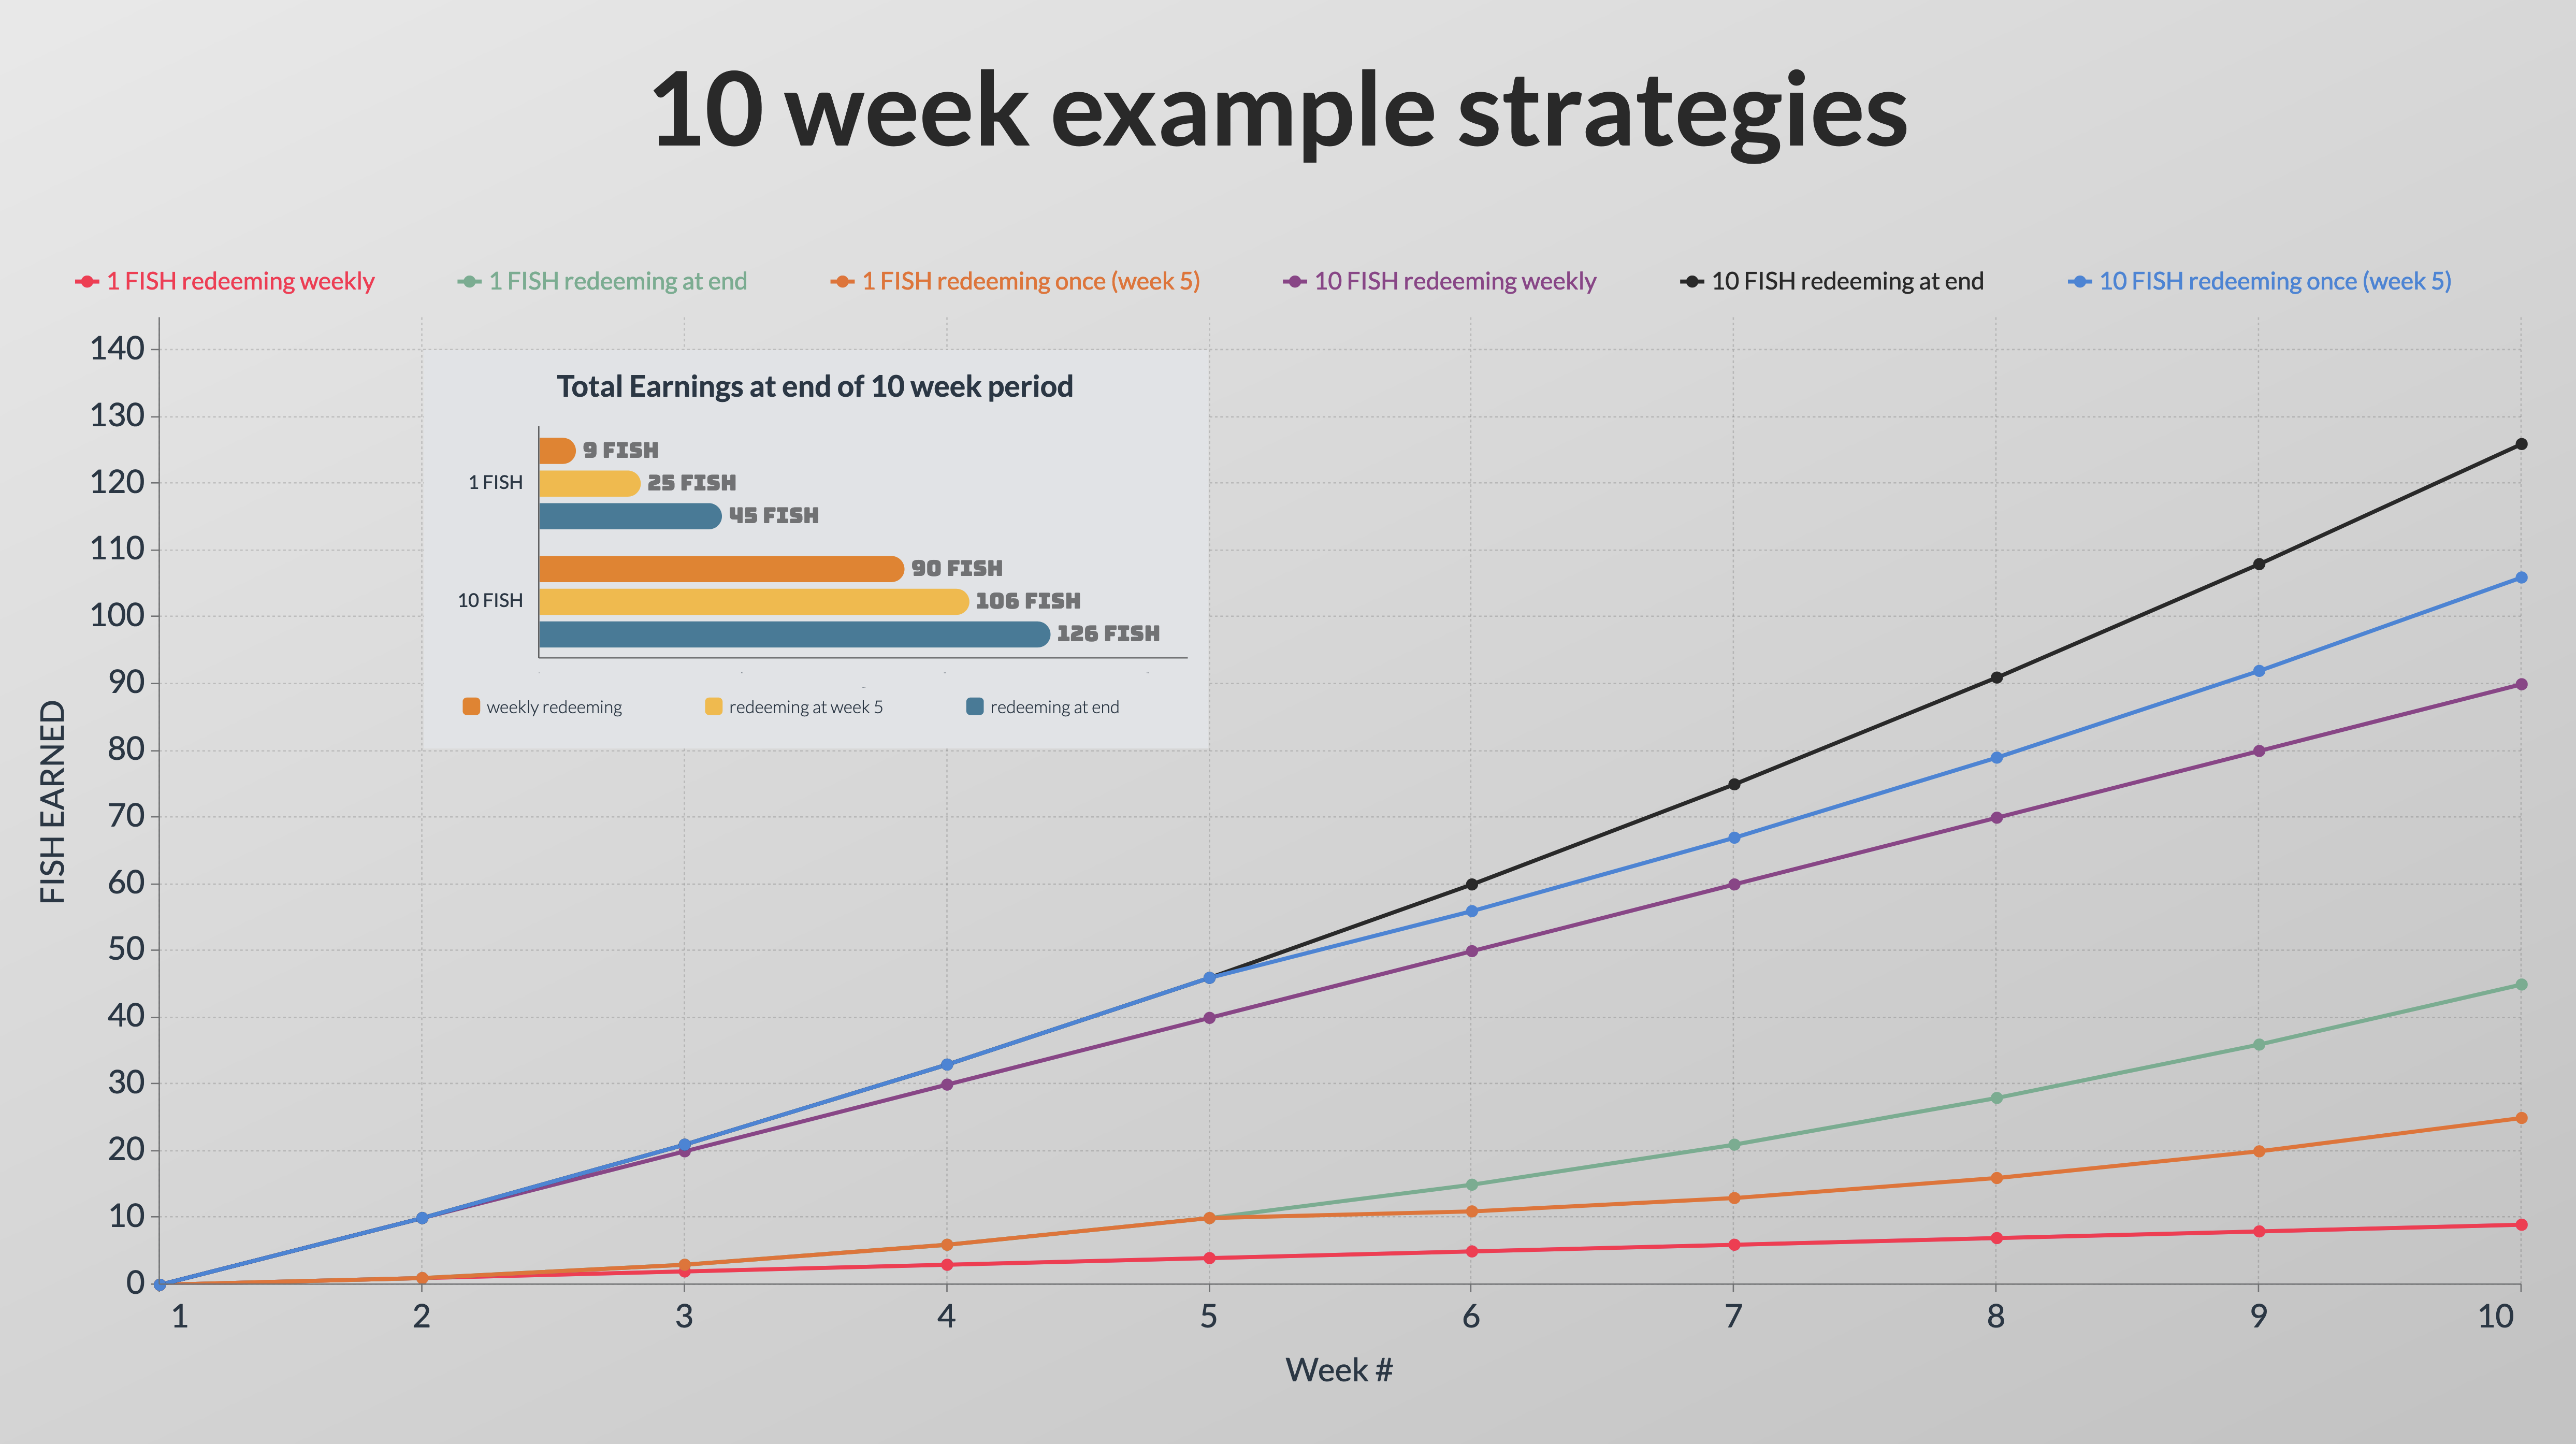 10 week example strategies
1 FISH redeeming weekly
1 FISH redeeming at end
1 FISH redeeming once (week 5)
10 FISH redeeming weekly
10 FISH redeeming at end
10 FISH redeeming once (week 5)
FISH EARNED
140
130
120
110
100
90
80
70
60
50
40
30
20
10
0
Total Earnings at end of 10 week period
1 FISH
9 FISH
25 FISH
45 FISH
10 FISH
90 FISH
106 FISH
126 FISH
weekly redeeming
redeeming at week 5
redeeming at end
1 2 3 4 5 6 7 8 9 10
Week #